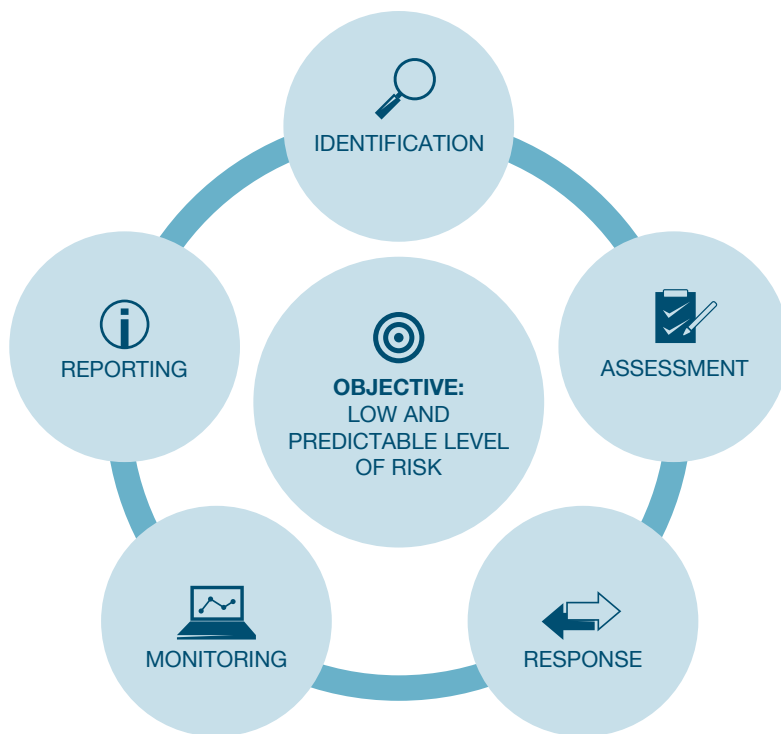 IDENTIFICATION
ASSESSMENT
RESPONSE
MONITORING
REPORTING
OBJECTIVE:
LOW AND
PREDICTABLE LEVEL
OF RISK